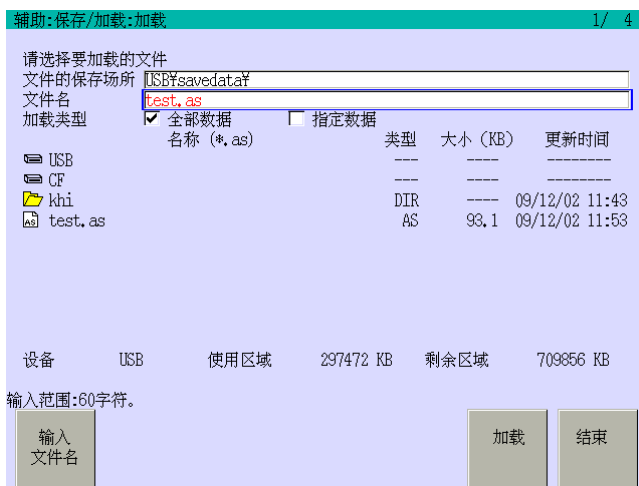 辅助:保存/加载:加载 1/ 4
请选择要加载的文件
文件的保存场所 USB¥savedata¥
文件名 test.as
加载类型 全部数据 指定数据
名称 (*.as) 类型 大小 (KB) 更新时间
USB --- ---- --------
CF --- ---- --------
khi DIR ---- 09/12/02 11:43
AS test.as AS 93.1 09/12/02 11:53
设备 USB 使用区域 297472 KB 剩余区域 709856 KB
输入范围:60字符。
输入
文件名
加载
结束